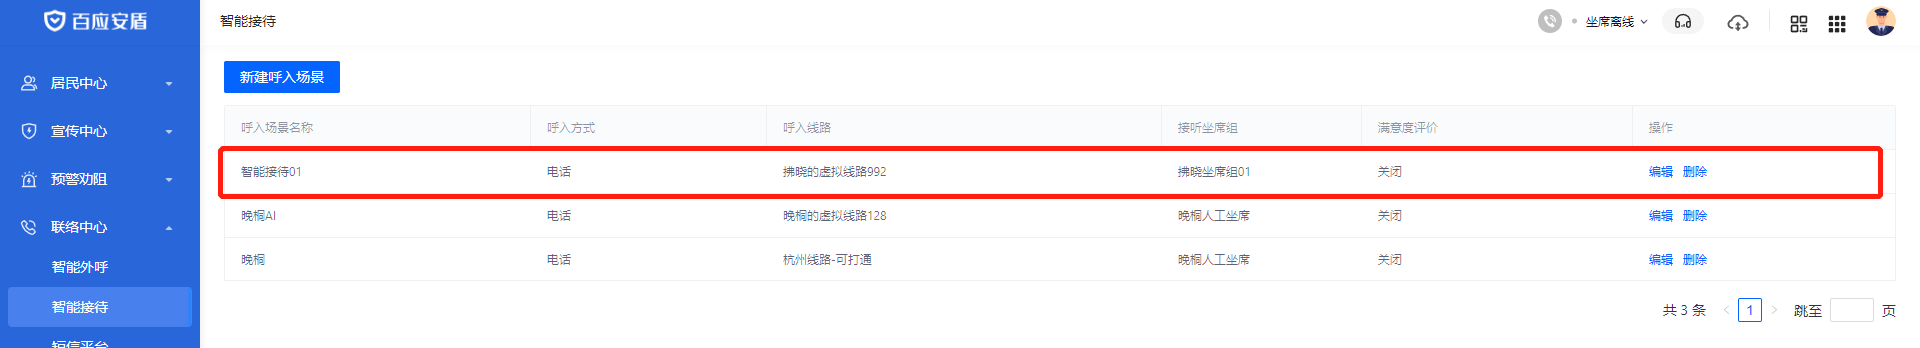 百应安盾
智能接待
坐席离线
居民中心
宣传中心
预警劝阻
联络中心
智能外呼
智能接待
短信平台
新建呼入场景
呼入场景名称 呼入方式 呼入线路 接听坐席组 满意度评价 操作
智能接待01 电话 拂晓的虚拟线路992 拂晓坐席组01 关闭 编辑 删除
晚桐AI 电话 晚桐的虚拟线路128 晚桐人工坐席 关闭 编辑 删除
晚桐 电话 杭州线路-可打通 晚桐人工坐席 关闭 编辑 删除
共 3 条 1 跳至 页